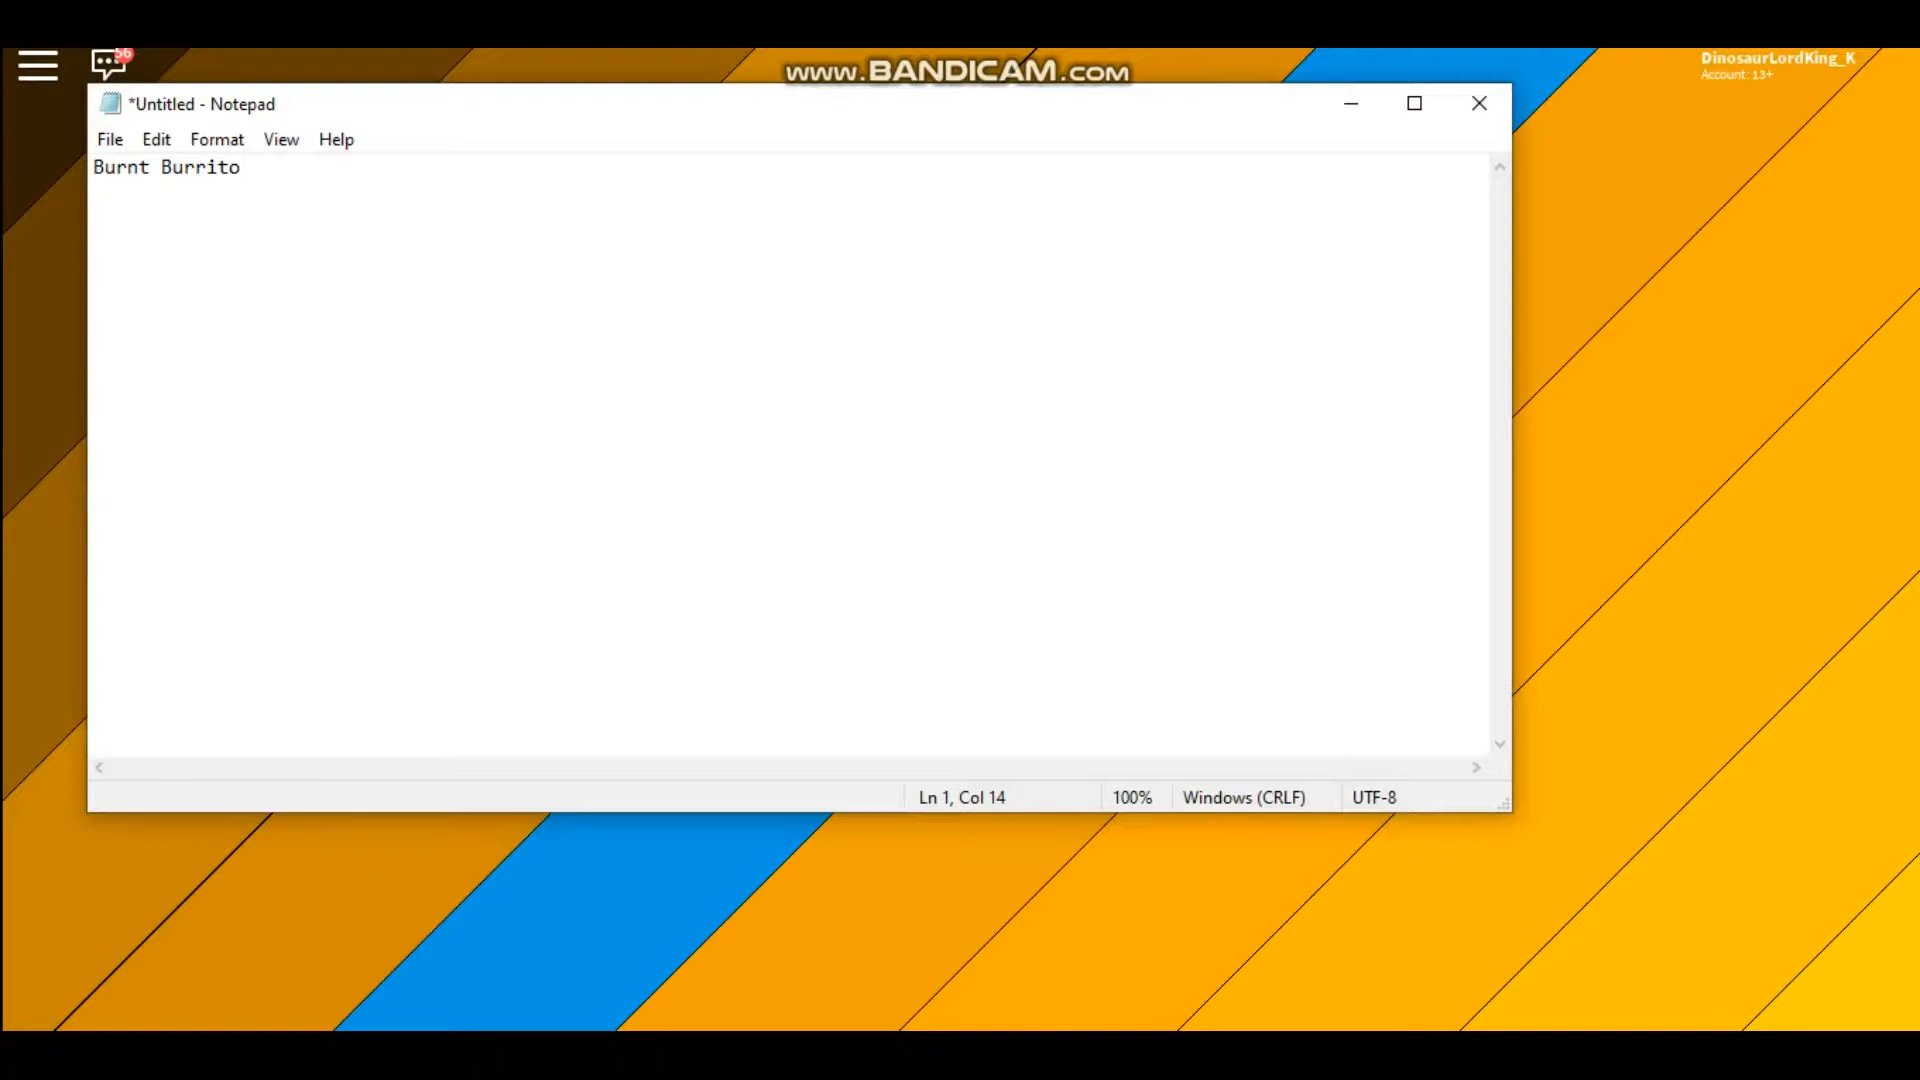 56
www.BANDICAM.com
DinosaurLordKing_K
Account: 13+
*Untitled - Notepad
File Edit Format View Help
Burnt Burrito
Ln 1, Col 14 100% Windows (CRLF) UTF-8